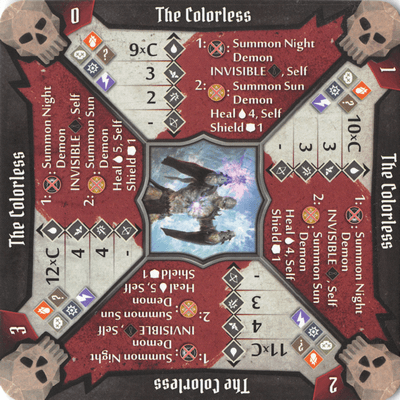 0
The Colorless
9xC
3
2
-
1: : Summon Night
Demon
INVISIBLE , Self
2: : Summon Sun
Demon
Heal 4, Self
Shield 1
1
The Colorless
10xC
3
3
-
1: : Summon Night
Demon
INVISIBLE , Self
2: : Summon Sun
Demon
Heal 4, Self
Shield 1
2
The Colorless
11xC
4
3
-
1: : Summon Night
Demon
INVISIBLE , Self
2: : Summon Sun
Demon
Heal 5, Self
Shield 1
3
The Colorless
12xC
4
4
-
1: : Summon Night
Demon
INVISIBLE , Self
2: : Summon Sun
Demon
Heal 5, Self
Shield 1